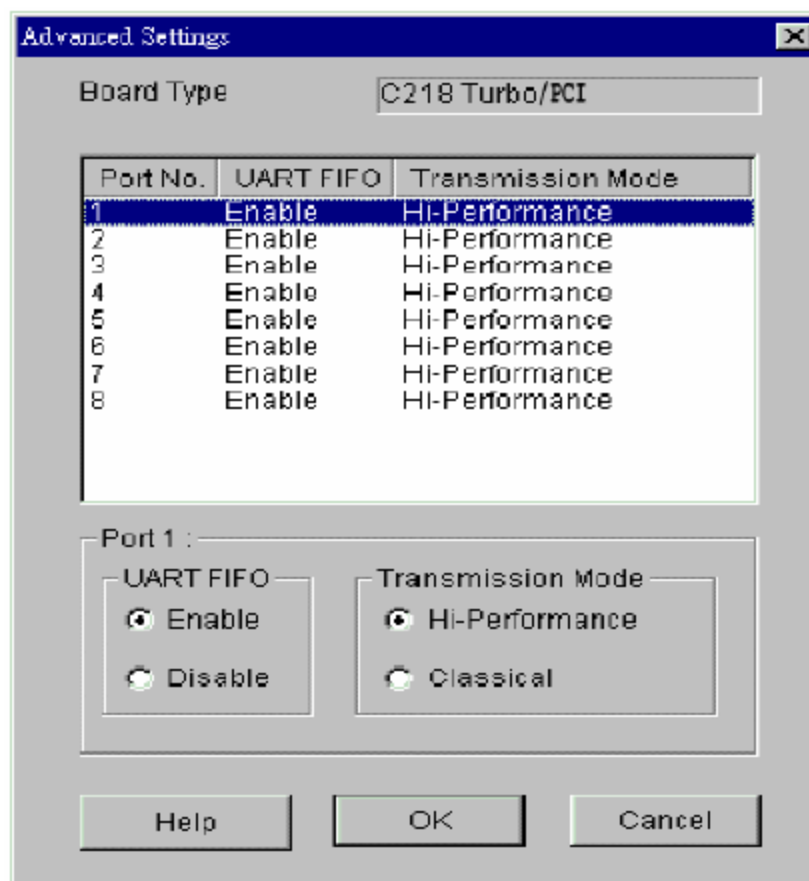 Advanced Settings
Board Type C218 Turbo/PCI
Port No. UART FIFO Transmission Mode
1 Enable Hi-Performance
2 Enable Hi-Performance
3 Enable Hi-Performance
4 Enable Hi-Performance
5 Enable Hi-Performance
6 Enable Hi-Performance
7 Enable Hi-Performance
8 Enable Hi-Performance
Port 1 :
UART FIFO Transmission Mode
Enable Hi-Performance
Disable Classical
Help OK Cancel